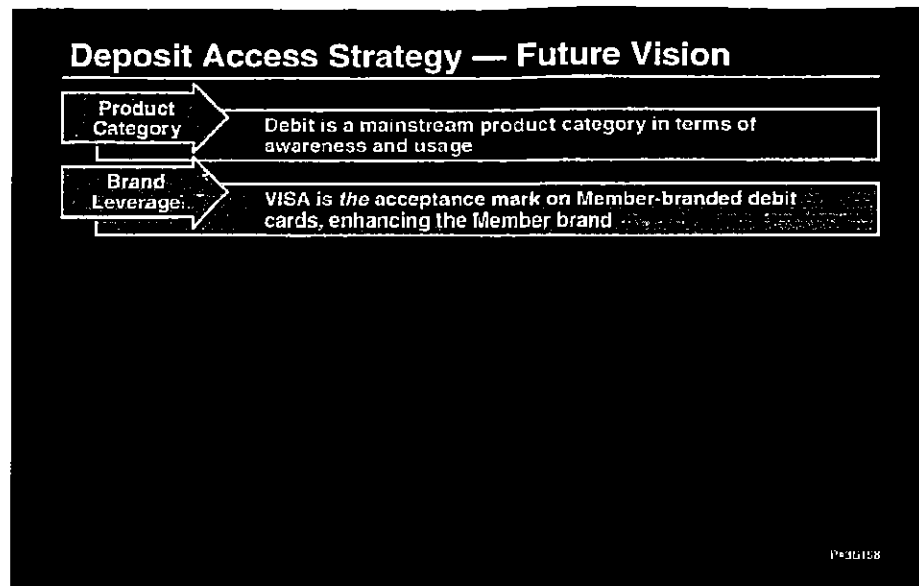 Deposit Access Strategy — Future Vision
Product
Category
Debit is a mainstream product category in terms of
awareness and usage
Brand
Leverage
VISA is the acceptance mark on Member-branded debit
cards, enhancing the Member brand